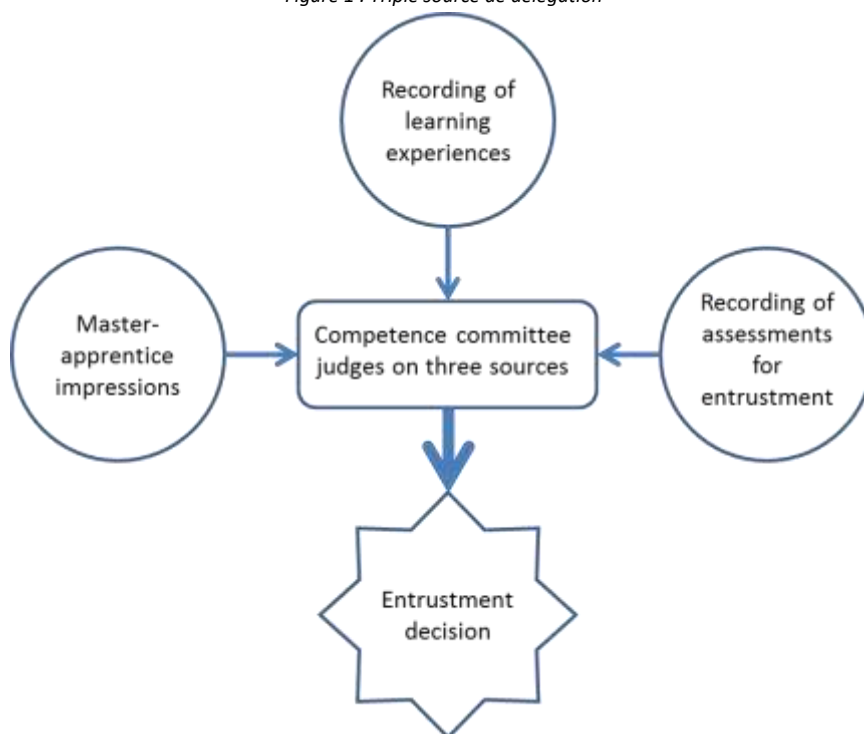 Figure 1 : Triple source de délégation
Recording of
learning
experiences
Master-
apprentice
impressions
Competence committee
judges on three sources
Recording of
assessments
for
entrustment
Entrustment
decision